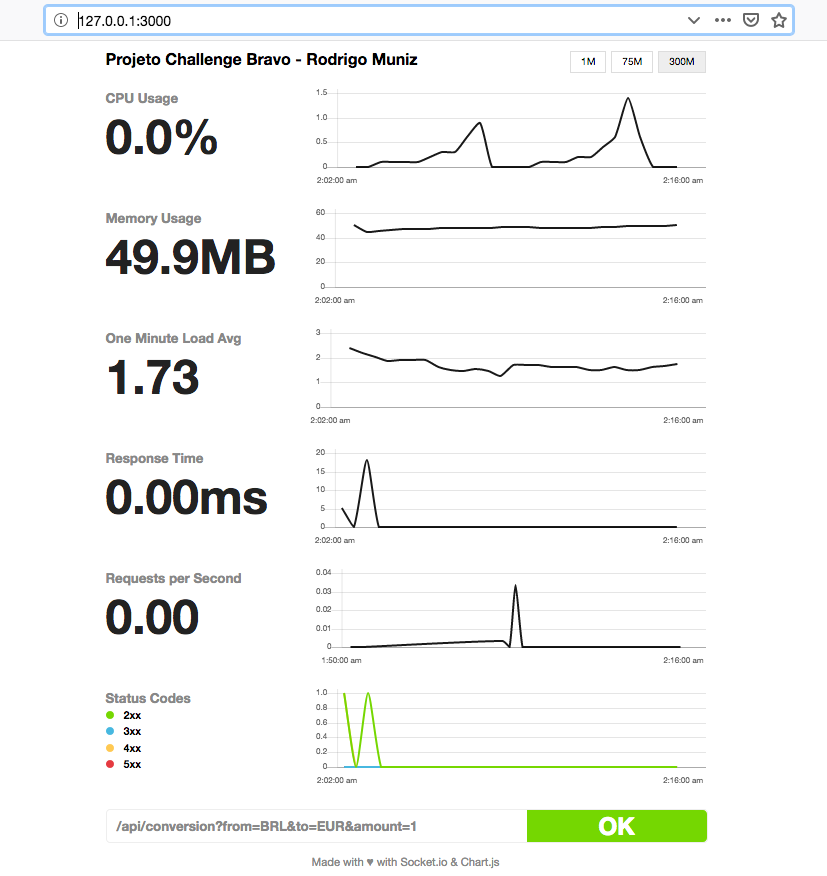 127.0.0.1:3000
Projeto Challenge Bravo - Rodrigo Muniz
1M 75M 300M
CPU Usage
0.0%
1.5
1.0
0.5
0
2:02:00 am 2:16:00 am
Memory Usage
49.9MB
60
40
20
0
2:02:00 am 2:16:00 am
One Minute Load Avg
1.73
3
2
1
0
2:02:00 am 2:16:00 am
Response Time
0.00ms
20
15
10
5
0
2:02:00 am 2:16:00 am
Requests per Second
0.00
0.04
0.03
0.02
0.01
0
1:50:00 am 2:16:00 am
Status Codes
2xx
3xx
4xx
5xx
1.0
0.8
0.6
0.4
0.2
0
2:02:00 am 2:16:00 am
/api/conversion?from=BRL&to=EUR&amount=1
OK
Made with ♥ with Socket.io & Chart.js